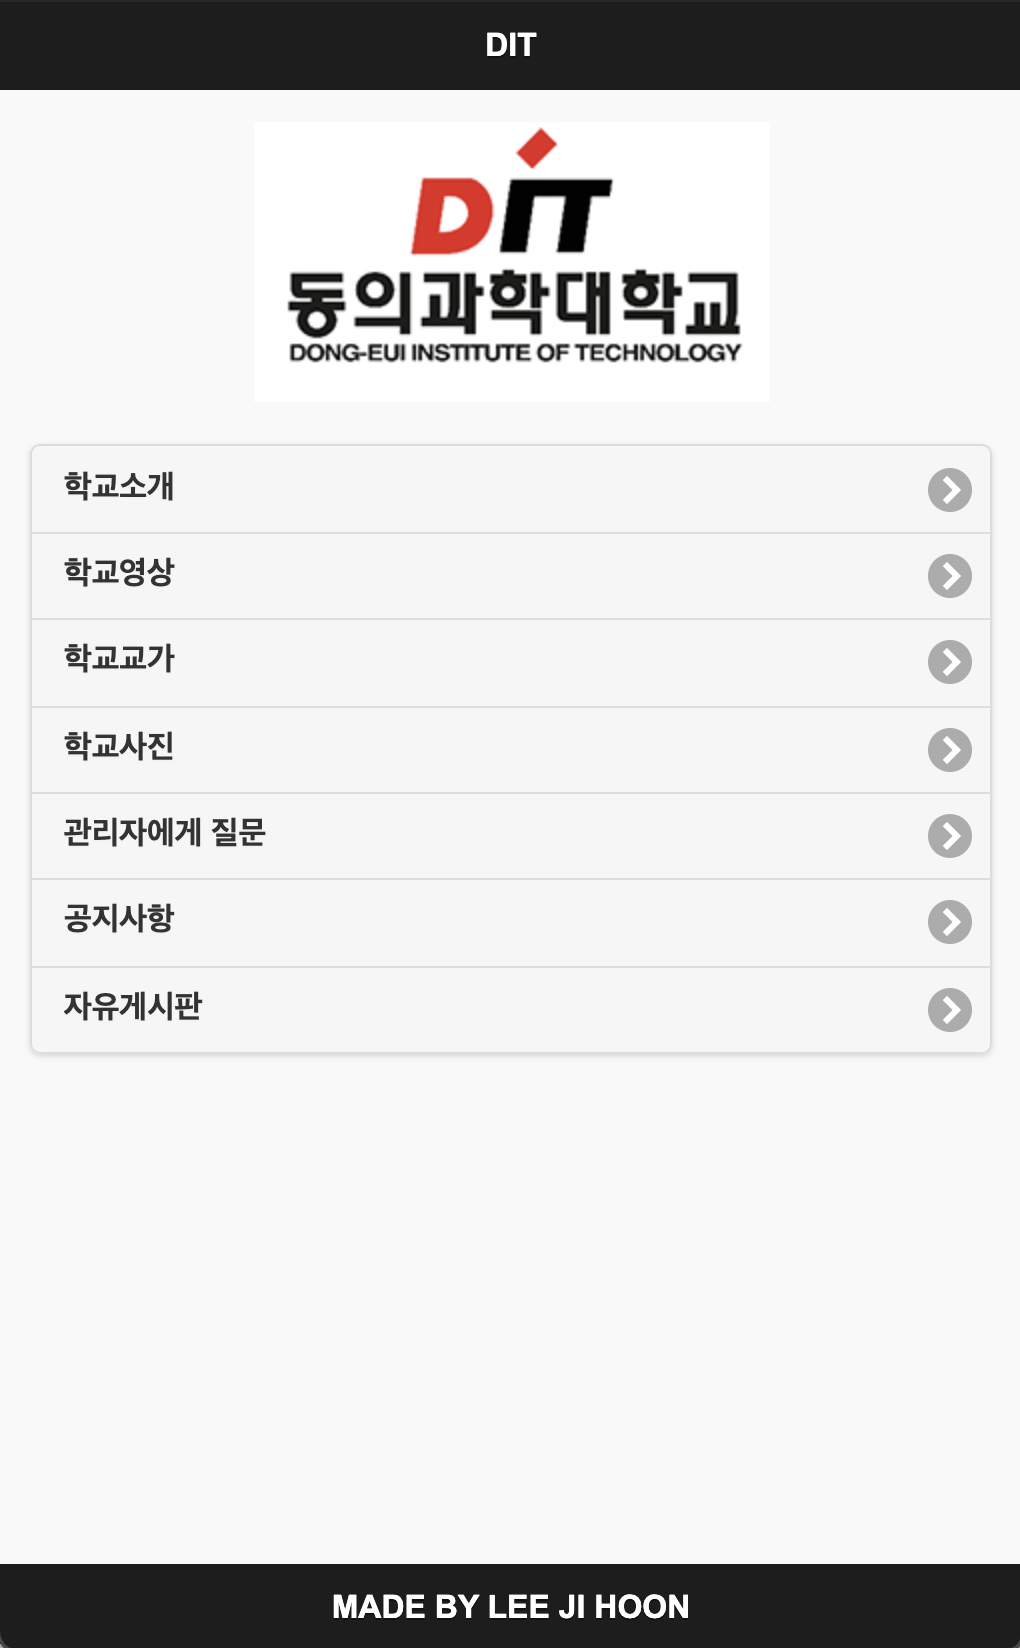 DIT
DIT
동의과학대학교
DONG-EUI INSTITUTE OF TECHNOLOGY
학교소개
학교영상
학교교가
학교사진
관리자에게 질문
공지사항
자유게시판
MADE BY LEE JI HOON